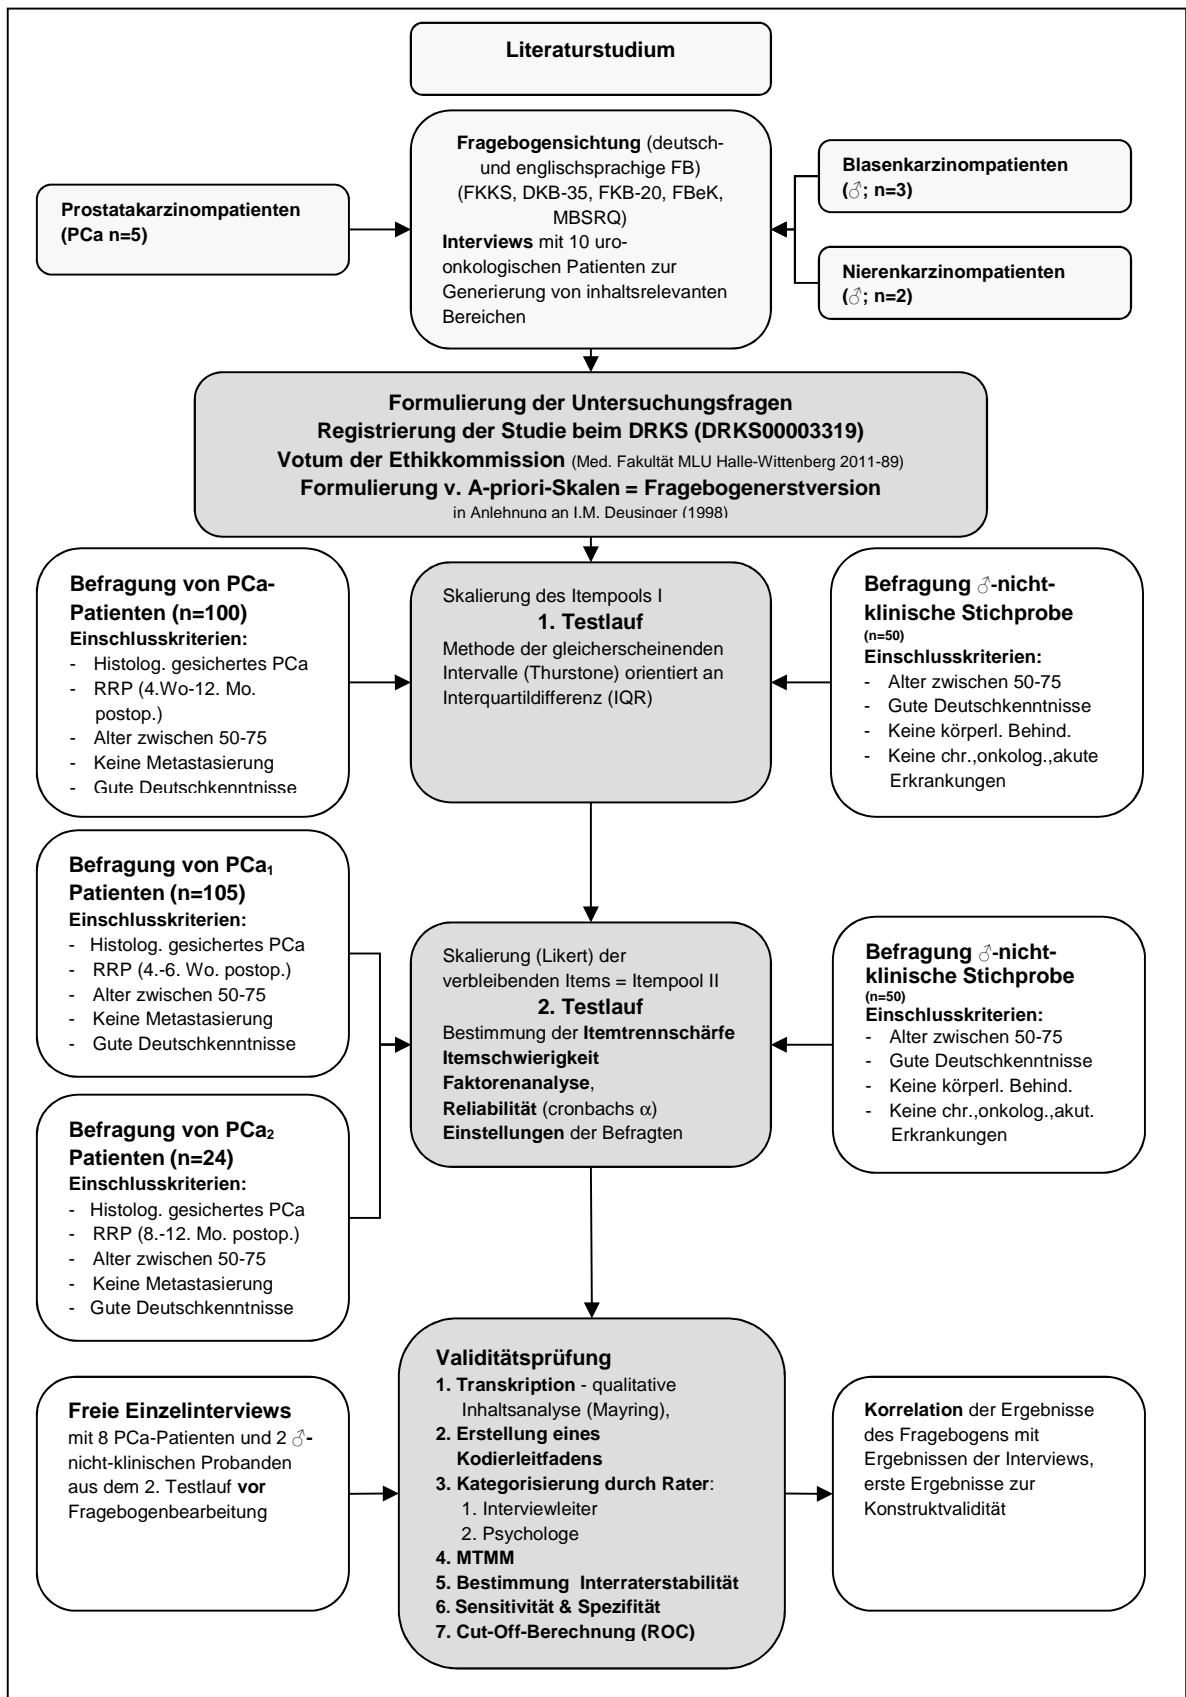 Literaturstudium
Fragebogensichtung (deutsch-
und englischsprachige FB)
(FKKS, DKB-35, FKB-20, FBeK,
MBSRQ)
Interviews mit 10 uro-
onkologischen Patienten zur
Generierung von inhaltsrelevanten
Bereichen
Prostatakarzinompatienten
(PCa n=5)
Blasenkarzinompatienten
(♂; n=3)
Nierenkarzinompatienten
(♂; n=2)
Formulierung der Untersuchungsfragen
Registrierung der Studie beim DRKS (DRKS00003319)
Votum der Ethikkommission (Med. Fakultät MLU Halle-Wittenberg 2011-89)
Formulierung v. A-priori-Skalen = Fragebogenerstversion
in Anlehnung an I.M. Deusinger (1998)
Befragung von PCa-
Patienten (n=100)
Einschlusskriterien:
- Histolog. gesichertes PCa
- RRP (4.Wo-12. Mo.
postop.)
- Alter zwischen 50-75
- Keine Metastasierung
- Gute Deutschkenntnisse
Skalierung des Itempools I
1. Testlauf
Methode der gleicherscheinenden
Intervalle (Thurstone) orientiert an
Interquartildifferenz (IQR)
Befragung ♂-nicht-
klinische Stichprobe
(n=50)
Einschlusskriterien:
- Alter zwischen 50-75
- Gute Deutschkenntnisse
- Keine körperl. Behind.
- Keine chr.,onkolog.,akute
Erkrankungen
Befragung von PCa₁
Patienten (n=105)
Einschlusskriterien:
- Histolog. gesichertes PCa
- RRP (4.-6. Wo. postop.)
- Alter zwischen 50-75
- Keine Metastasierung
- Gute Deutschkenntnisse
Befragung von PCa₂
Patienten (n=24)
Einschlusskriterien:
- Histolog. gesichertes PCa
- RRP (8.-12. Mo. postop.)
- Alter zwischen 50-75
- Keine Metastasierung
- Gute Deutschkenntnisse
Skalierung (Likert) der
verbleibenden Items = Itempool II
2. Testlauf
Bestimmung der Itemtrennschärfe
Itemschwierigkeit
Faktorenanalyse,
Reliabilität (cronbachs α)
Einstellungen der Befragten
Befragung ♂-nicht-
klinische Stichprobe
(n=50)
Einschlusskriterien:
- Alter zwischen 50-75
- Gute Deutschkenntnisse
- Keine körperl. Behind.
- Keine chr.,onkolog.,akut.
Erkrankungen
Freie Einzelinterviews
mit 8 PCa-Patienten und 2 ♂-
nicht-klinischen Probanden
aus dem 2. Testlauf vor
Fragebogenbearbeitung
Validitätsprüfung
1. Transkription - qualitative
Inhaltsanalyse (Mayring),
2. Erstellung eines
Kodierleitfadens
3. Kategorisierung durch Rater:
1. Interviewleiter
2. Psychologe
4. MTMM
5. Bestimmung Interraterstabilität
6. Sensitivität & Spezifität
7. Cut-Off-Berechnung (ROC)
Korrelation der Ergebnisse
des Fragebogens mit
Ergebnissen der Interviews,
erste Ergebnisse zur
Konstruktvalidität